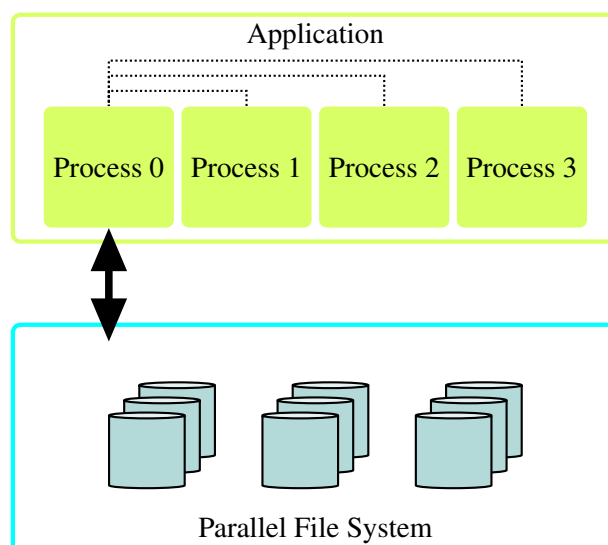 Application
Process 0 Process 1 Process 2 Process 3
Parallel File System